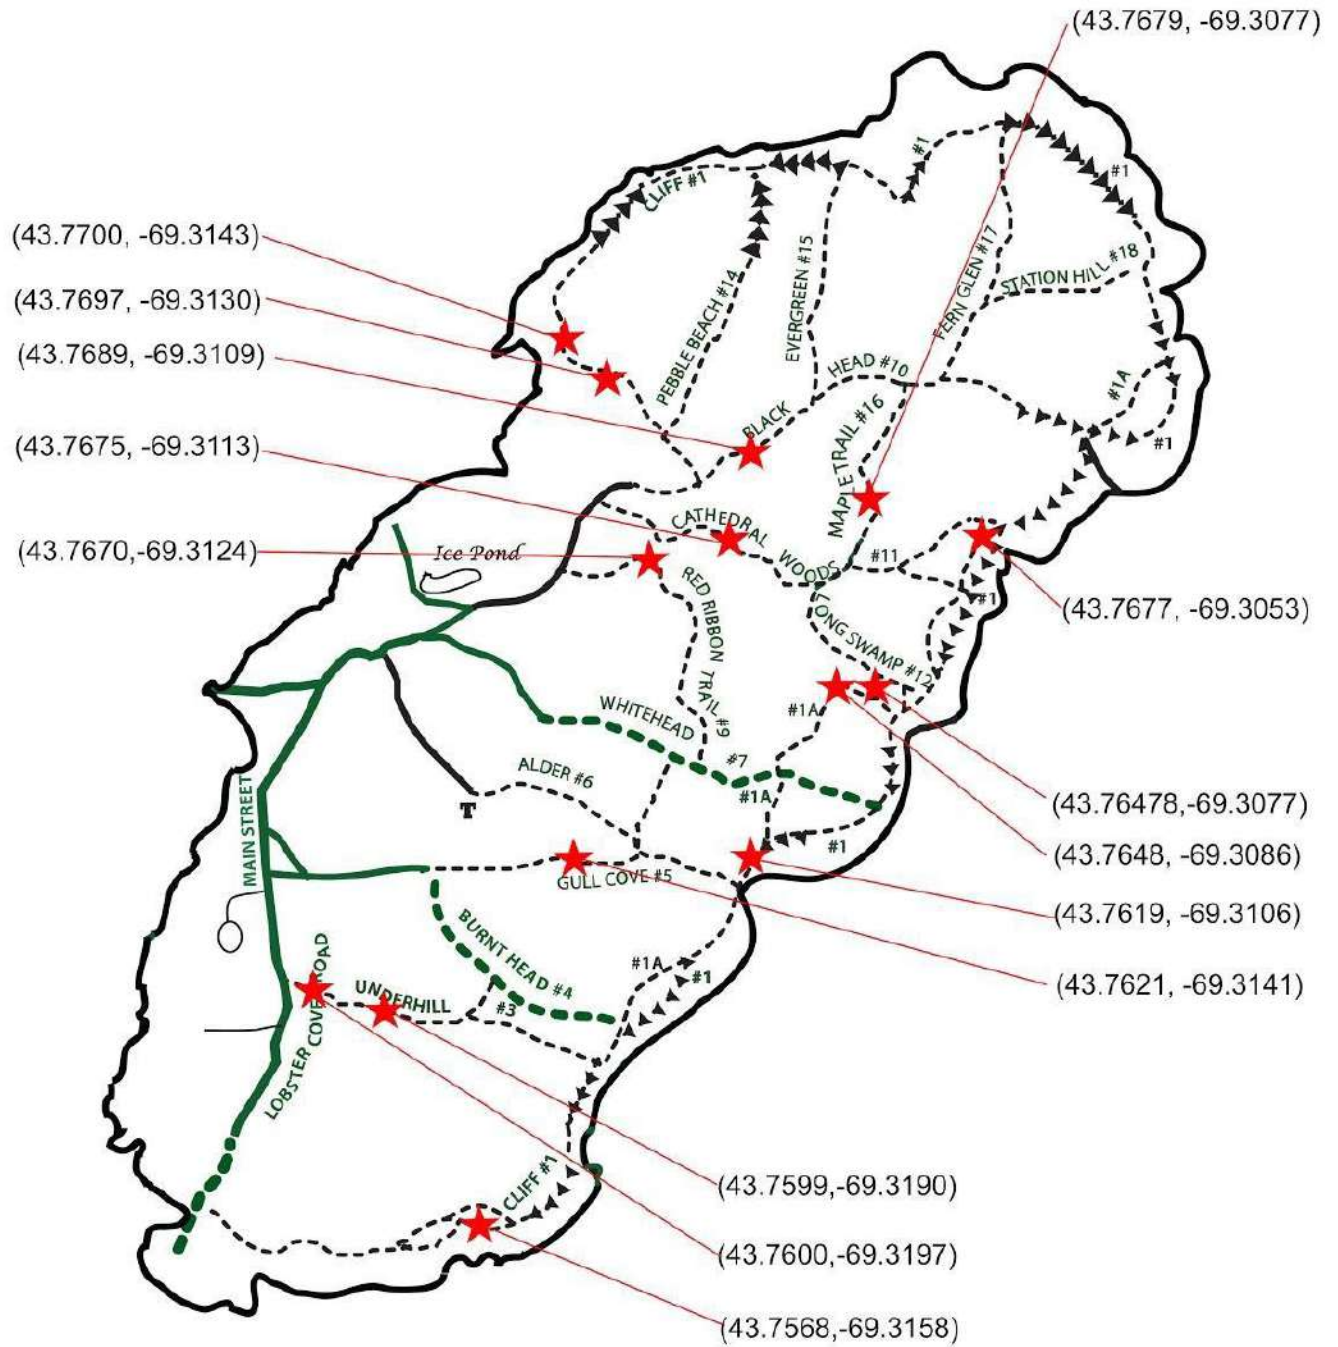 (43.7679, -69.3077)
#1
CLIFF #1
#1
(43.7700, -69.3143)
FERN GLEN #17
STATION HILL #18
EVERGREEN #15
PEBBLE BEACH #14
(43.7697, -69.3130)
(43.7689, -69.3109)
HEAD #10
#1A
BLACK
MAPLE TRAIL #16
#1
(43.7675, -69.3113)
CATHEDRAL WOODS
#11
(43.7670,-69.3124)
Ice Pond
RED RIBBON TRAIL #9
#1
(43.7677, -69.3053)
LONG SWAMP #12
WHITEHEAD
#1A
#7
ALDER #6
#1A
(43.76478,-69.3077)
T
MAIN STREET
#1
(43.7648, -69.3086)
GULL COVE #5
(43.7619, -69.3106)
BURNT HEAD #4
#1A
#1
(43.7621, -69.3141)
UNDERHILL
#3
LOBSTER COVE ROAD
CLIFF #1
(43.7599,-69.3190)
(43.7600,-69.3197)
(43.7568,-69.3158)